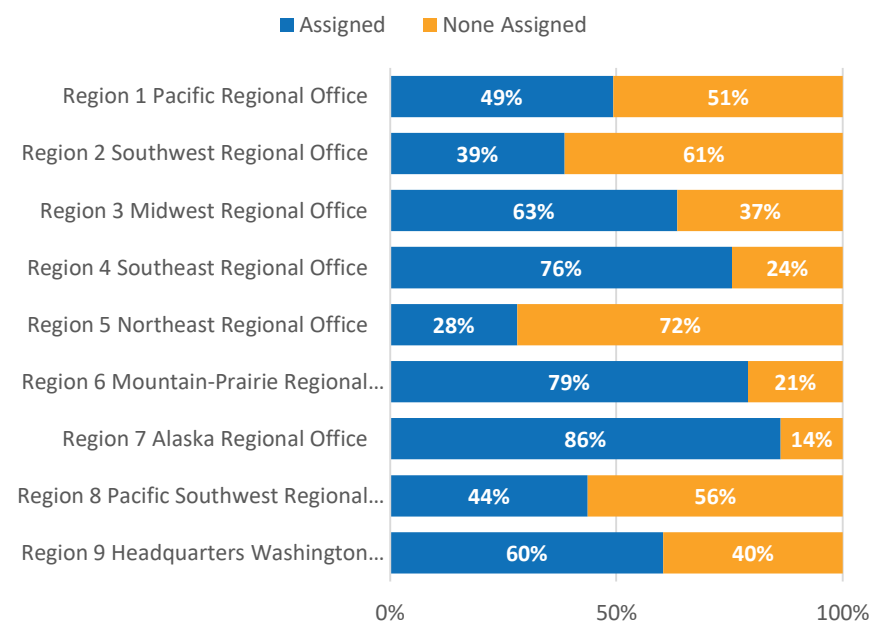 Assigned None Assigned
Region 1 Pacific Regional Office 49% 51%
Region 2 Southwest Regional Office 39% 61%
Region 3 Midwest Regional Office 63% 37%
Region 4 Southeast Regional Office 76% 24%
Region 5 Northeast Regional Office 28% 72%
Region 6 Mountain-Prairie Regional... 79% 21%
Region 7 Alaska Regional Office 86% 14%
Region 8 Pacific Southwest Regional... 44% 56%
Region 9 Headquarters Washington... 60% 40%
0% 50% 100%